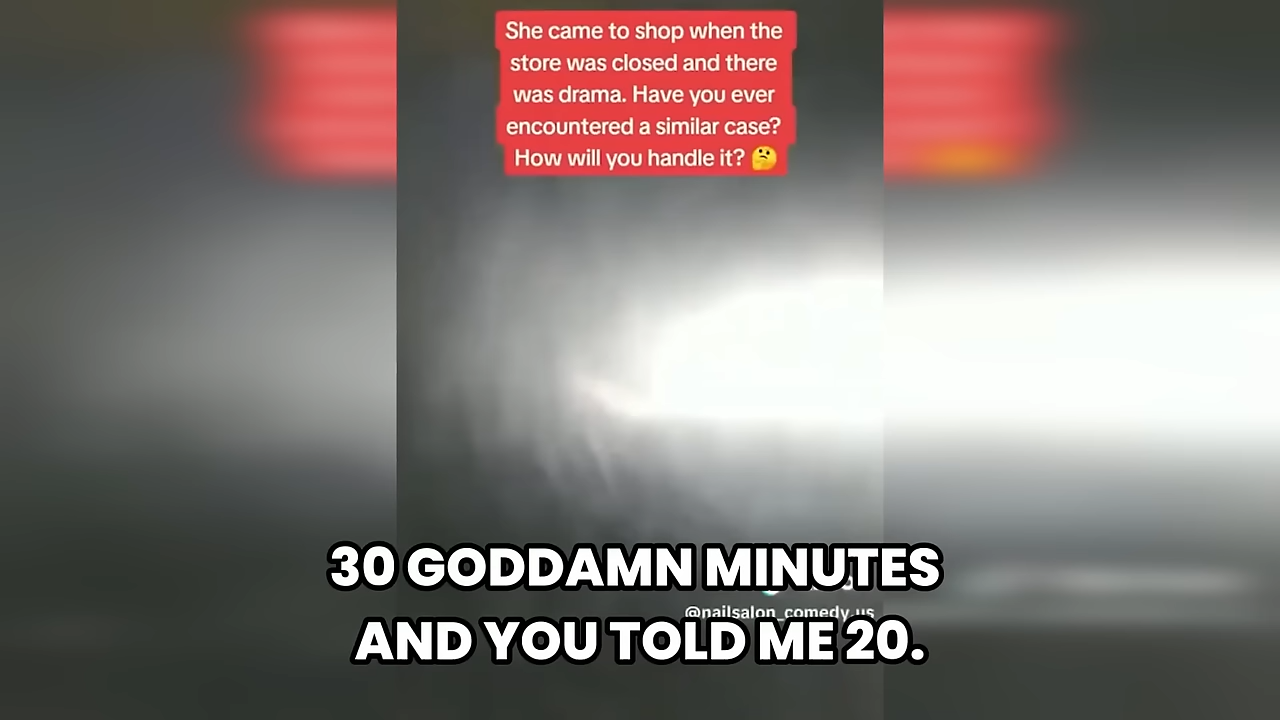 She came to shop when the
store was closed and there
was drama. Have you ever
encountered a similar case?
How will you handle it? 🤔
30 GODDAMN MINUTES
@nailsalon_comedy.us
AND YOU TOLD ME 20.